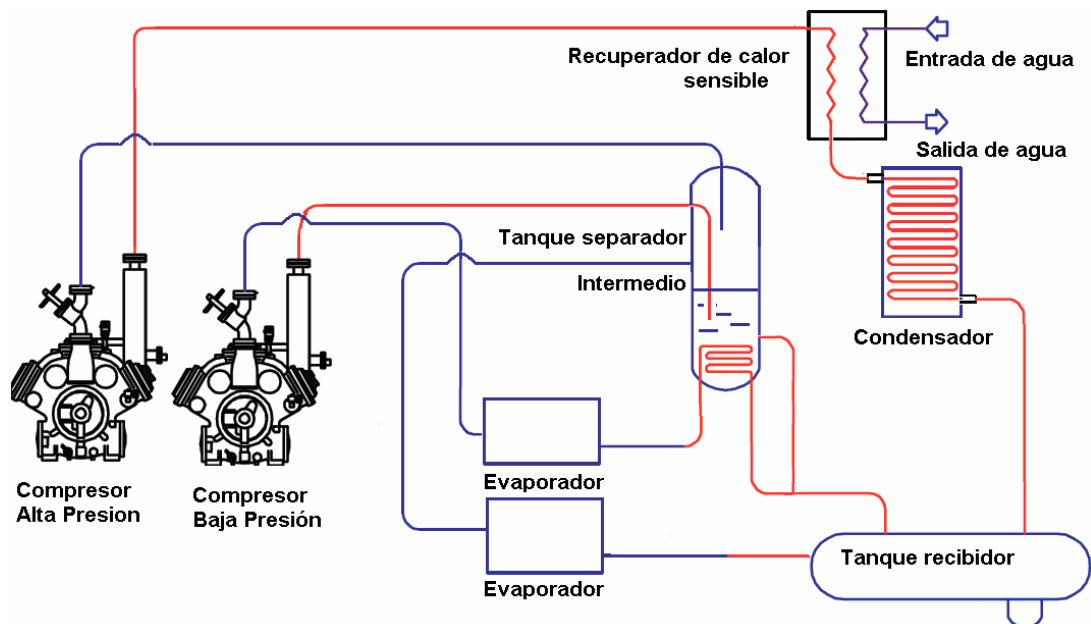 Recuperador de calor
sensible
Entrada de agua
Salida de agua
Tanque separador
Intermedio
Condensador
Compresor
Alta Presion
Compresor
Baja Presión
Evaporador
Evaporador
Tanque recibidor